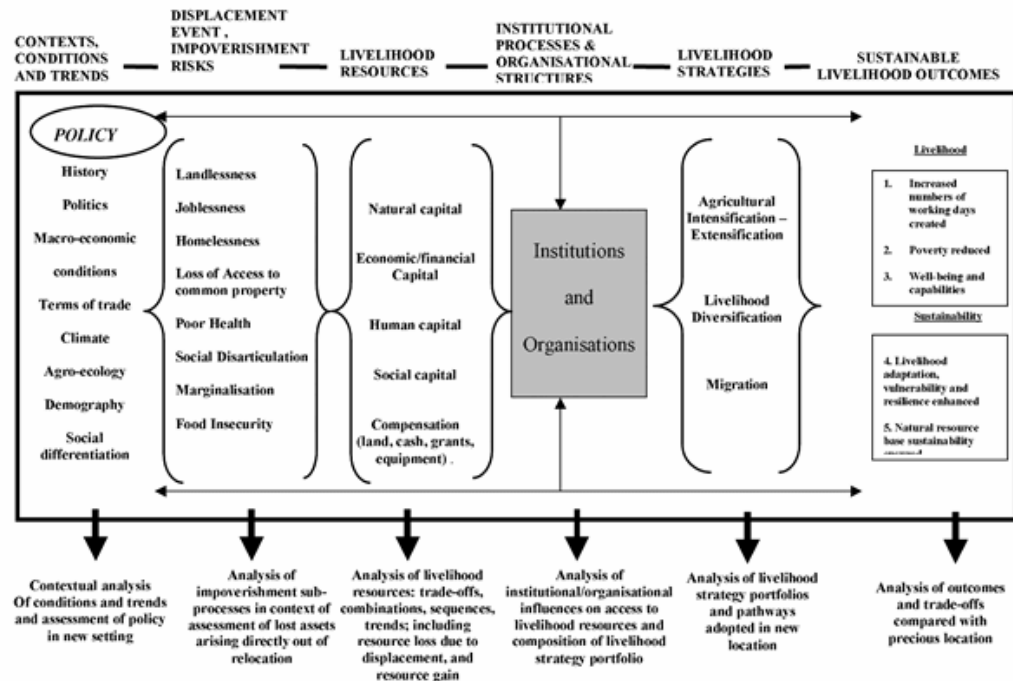 CONTEXTS,
CONDITIONS
AND TRENDS
DISPLACEMENT
EVENT ,
IMPOVERISHMENT
RISKS
LIVELIHOOD
RESOURCES
INSTITUTIONAL
PROCESSES &
ORGANISATIONAL
STRUCTURES
LIVELIHOOD
STRATEGIES
SUSTAINABLE
LIVELIHOOD OUTCOMES
POLICY
History
Politics
Macro-economic
conditions
Terms of trade
Climate
Agro-ecology
Demography
Social
differentiation
Landlessness
Joblessness
Homelessness
Loss of Access to
common property
Poor Health
Social Disarticulation
Marginalisation
Food Insecurity
Natural capital
Economic/financial
Capital
Human capital
Social capital
Compensation
(land, cash, grants,
equipment) .
Institutions
and
Organisations
Agricultural
Intensification –
Extensification
Livelihood
Diversification
Migration
Livelihood
1. Increased
numbers of
working days
created
2. Poverty reduced
3. Well-being and
capabilities
Sustainability
4. Livelihood
adaptation,
vulnerability and
resilience enhanced
5. Natural resource
base sustainability
Contextual analysis
Of conditions and trends
and assessment of policy
in new setting
Analysis of
impoverishment sub-
processes in context of
assessment of lost assets
arising directly out of
relocation
Analysis of livelihood
resources: trade-offs,
combinations, sequences,
trends; including
resource loss due to
displacement, and
resource gain
Analysis of
institutional/organisational
influences on access to
livelihood resources and
composition of livelihood
strategy portfolio
Analysis of livelihood
strategy portfolios
and pathways
adopted in new
location
Analysis of outcomes
and trade-offs
compared with
precious location